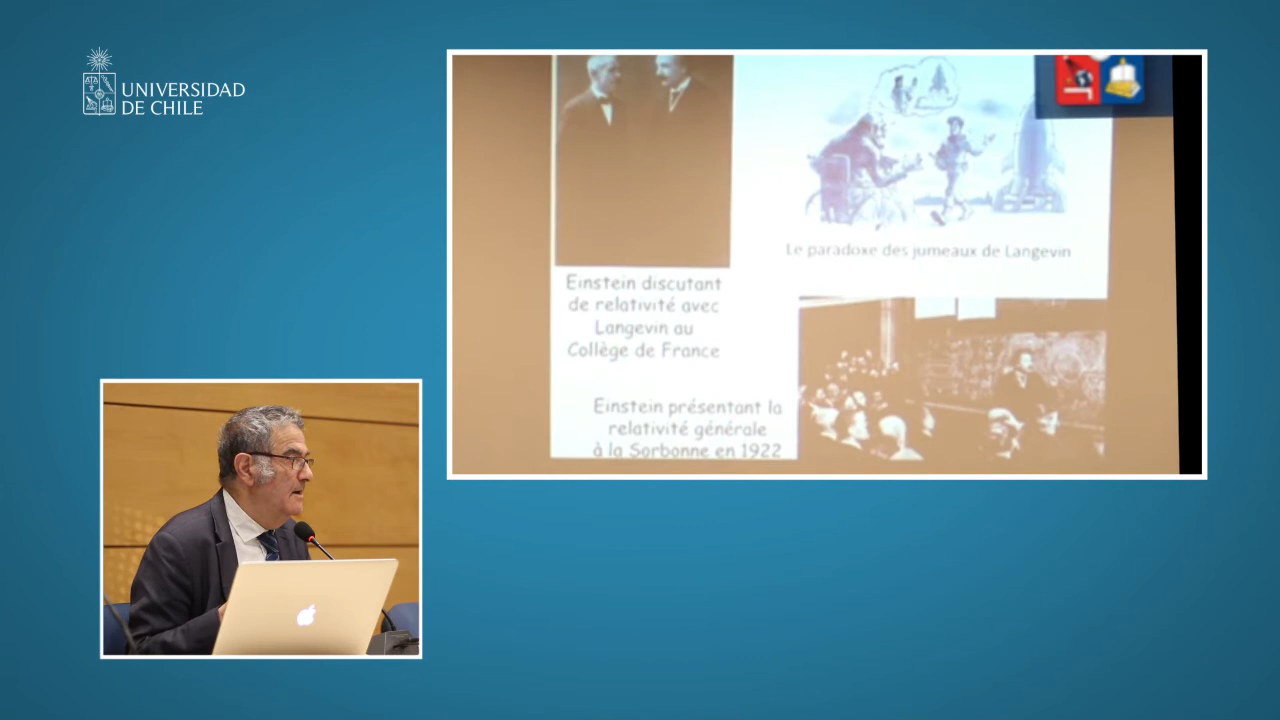 UNIVERSIDAD
DE CHILE
Le paradoxe des jumeaux de Langevin
Einstein discutant
de relativité avec
Langevin au
Collège de France
Einstein présentant la
relativité générale
à la Sorbonne en 1922